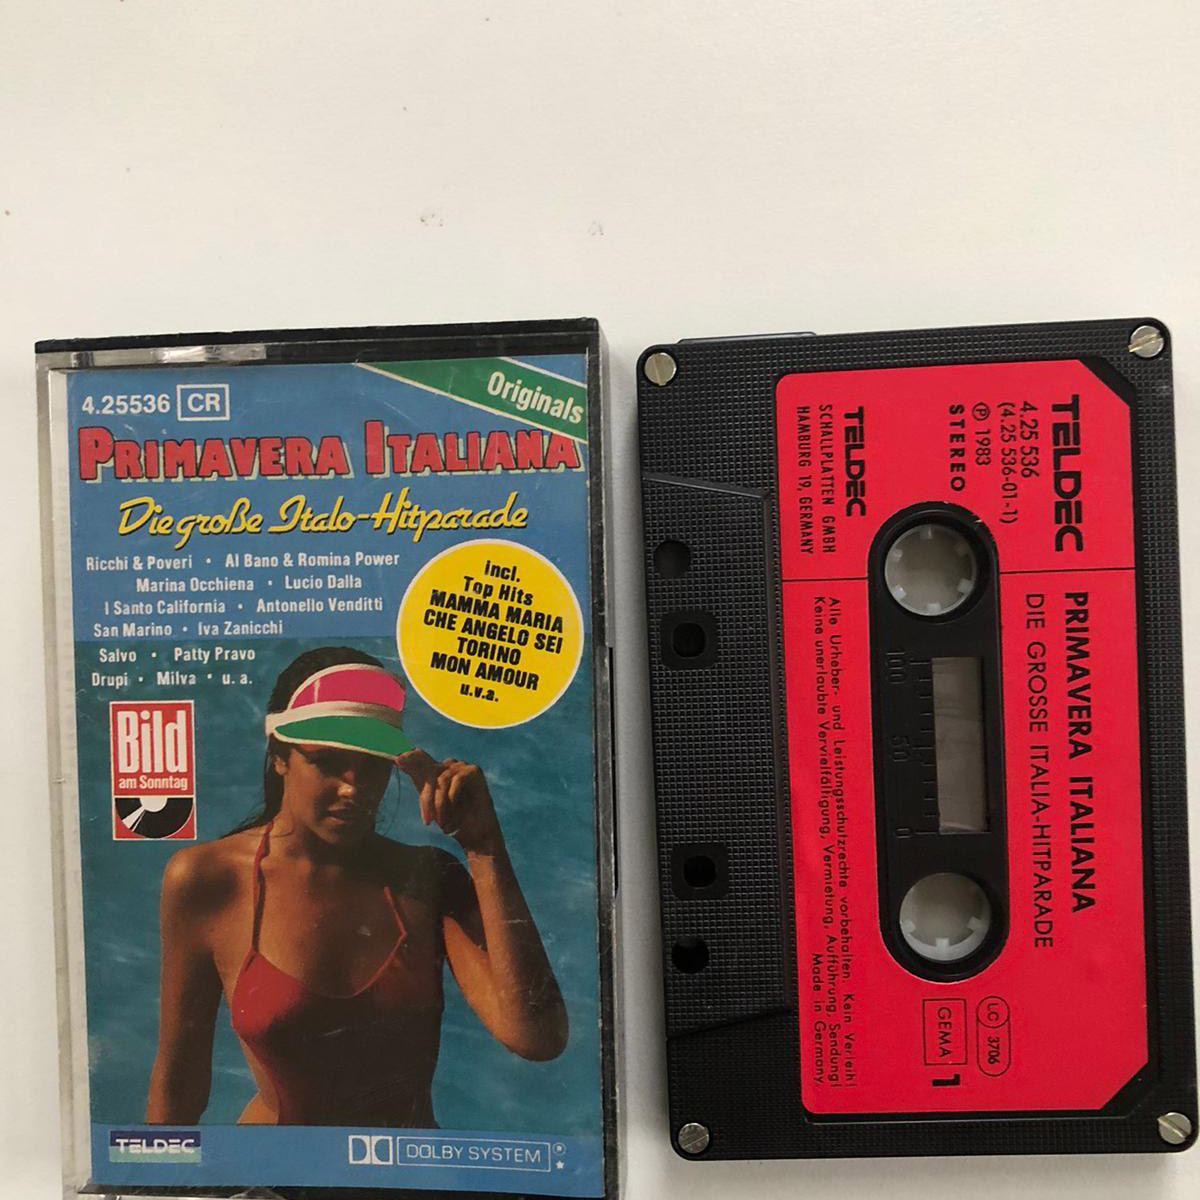 4.25536 CR
Originals
PRIMAVERA ITALIANA
Die große Italo-Hitparade
Ricchi & Poveri • Al Bano & Romina Power
Marina Occhiena • Lucio Dalla
I Santo California • Antonello Venditti
San Marino • Iva Zanicchi
Salvo • Patty Pravo
Drupi • Milva • u. a.
incl.
Top Hits
MAMMA MARIA
CHE ANGELO SEI
TORINO
MON AMOUR
u.v.a.
Bild
am Sonntag
TELDEC
DOLBY SYSTEM
TELDEC
4.25 536
(4.25 536-01-1)
℗ 1983
STEREO
TELDEC
SCHALLPLATTEN GMBH
HAMBURG 19, GERMANY
PRIMAVERA ITALIANA
DIE GROSSE ITALIA-HITPARADE
100 50 0
LC 3706
GEMA 1
Alle Urheber- und Leistungsschutzrechte vorbehalten. Kein Verleih!
Keine unerlaubte Vervielfältigung, Vermietung, Aufführung, Sendung!
Made in Germany.